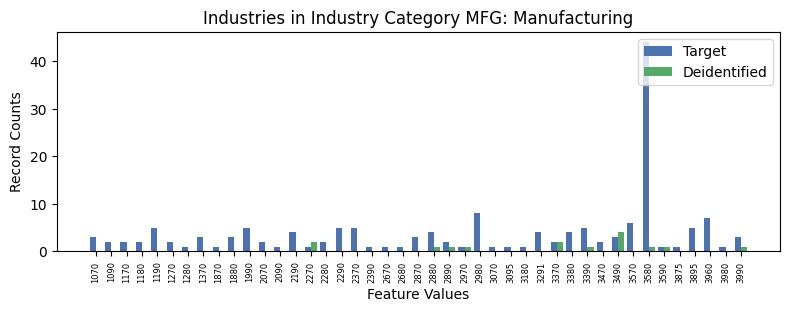 Industries in Industry Category MFG: Manufacturing
Target
Deidentified
Record Counts
40
30
20
10
0
1070 1090 1170 1180 1190 1270 1280 1370 1870 1880 1990 2070 2090 2190 2270 2280 2290 2370 2390 2670 2680 2870 2880 2890 2970 2980 3070 3095 3180 3291 3370 3380 3390 3470 3490 3570 3580 3590 3875 3895 3960 3980 3990
Feature Values